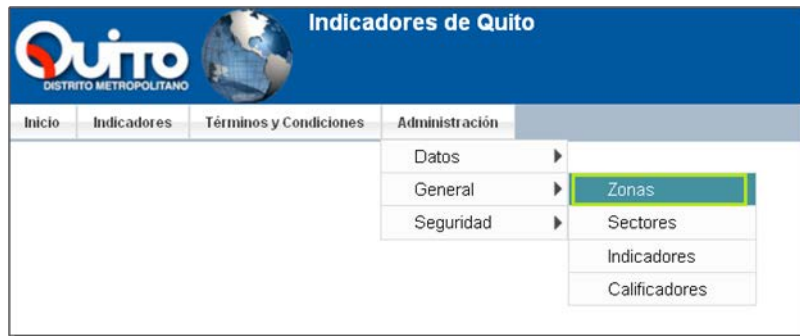 Indicadores de Quito
Quito
DISTRITO METROPOLITANO
Inicio Indicadores Términos y Condiciones Administración
Datos
General Zonas
Seguridad Sectores
Indicadores
Calificadores